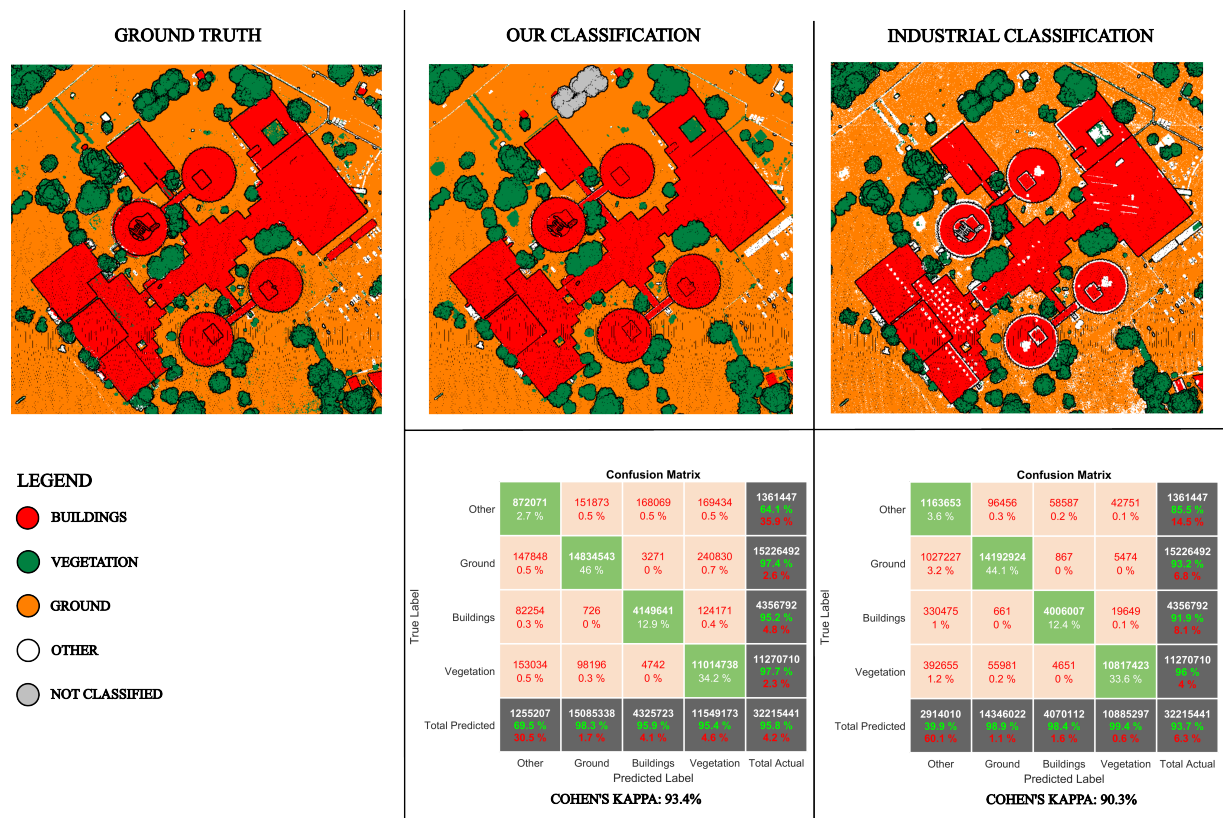 GROUND TRUTH
OUR CLASSIFICATION
INDUSTRIAL CLASSIFICATION
LEGEND
BUILDINGS
VEGETATION
GROUND
OTHER
NOT CLASSIFIED
Confusion Matrix
True Label
Other
872071 151873 168069 169434 1361447
2.7 % 0.5 % 0.5 % 0.5 % 64.1 %
35.9 %
Ground
147848 14834543 3271 240830 15226492
0.5 % 46 % 0 % 0.7 % 97.4 %
2.6 %
Buildings
82254 726 4149641 124171 4356792
0.3 % 0 % 12.9 % 0.4 % 95.2 %
4.8 %
Vegetation
153034 98196 4742 11014738 11270710
0.5 % 0.3 % 0 % 34.2 % 97.7 %
2.3 %
Total Predicted
1255207 15085338 4325723 11549173 32215441
69.5 % 98.3 % 95.9 % 95.4 % 95.8 %
30.5 % 1.7 % 4.1 % 4.6 % 4.2 %
Other Ground Buildings Vegetation Total Actual
Predicted Label
COHEN'S KAPPA: 93.4%
Confusion Matrix
True Label
Other
1163653 96456 58587 42751 1361447
3.6 % 0.3 % 0.2 % 0.1 % 85.5 %
14.5 %
Ground
1027227 14192924 867 5474 15226492
3.2 % 44.1 % 0 % 0 % 93.2 %
6.8 %
Buildings
330475 661 4006007 19649 4356792
1 % 0 % 12.4 % 0.1 % 91.9 %
8.1 %
Vegetation
392655 55981 4651 10817423 11270710
1.2 % 0.2 % 0 % 33.6 % 96 %
4 %
Total Predicted
2914010 14346022 4070112 10885297 32215441
39.9 % 98.9 % 98.4 % 99.4 % 93.7 %
60.1 % 1.1 % 1.6 % 0.6 % 6.3 %
Other Ground Buildings Vegetation Total Actual
Predicted Label
COHEN'S KAPPA: 90.3%